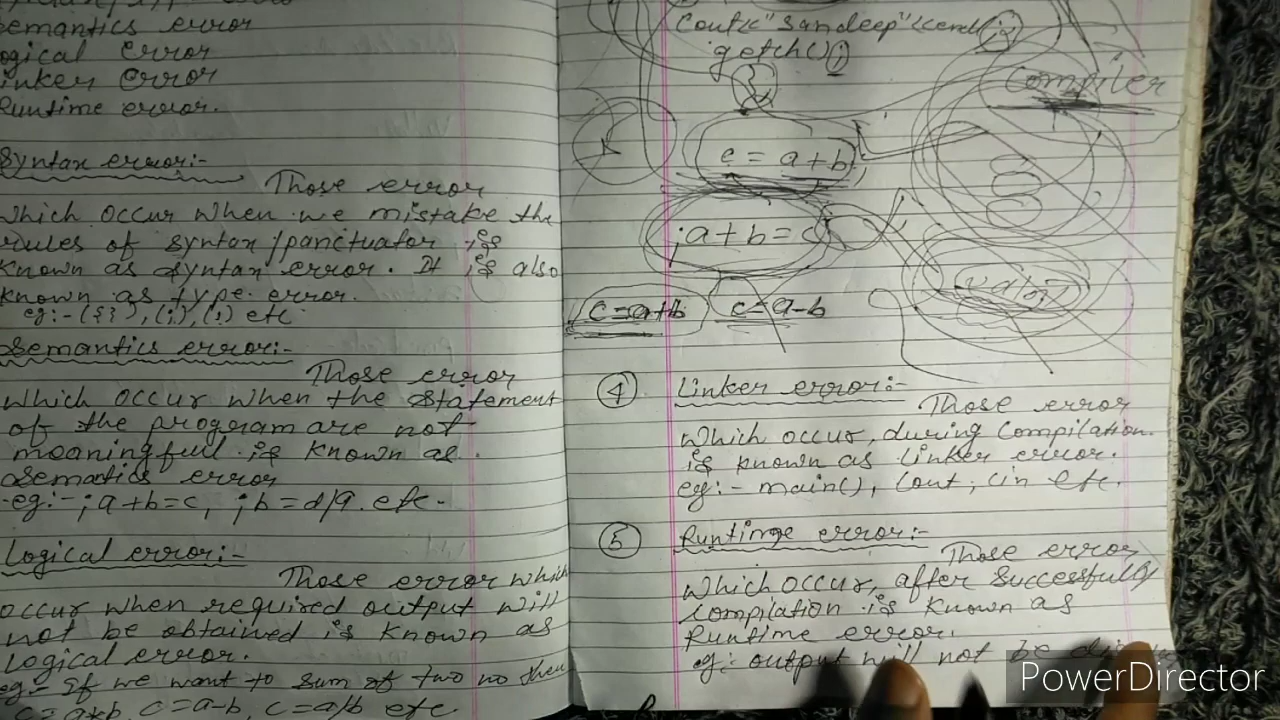 semantics error
ogical Error
inker Error
Runtime error.
Syntax error:-
Those error
which occur when we mistake the
rules of syntax/panctuator is
known as syntax error. It is also
known as type error.
eg:- ({}), (;), (,) etc
Semantics error:-
Those error
which occur when the statement
of the program are not
meaningfull is known as
semantics error
eg:- ; a+b=c, ; b=d/a. etc.
Logical error:-
Those error which
occur when required output will
not be obtained is known as
Logical error.
eg:- If we want to sum of two no then
c=a*b, c=a-b, c=a/b etc
Cout<"Sandeep"<<end
getch();
Compiler
c = a+b
;a+b=c
c=a+b c=a-b
④ Linker error:-
Those error
which occur, during Compilation.
is known as linker error.
eg:- main(), Cout, Cin etc.
⑤ Runtime error:-
Those error
which occur, after Successfully
compilation is known as
Runtime error.
eg: output will not be
PowerDirector